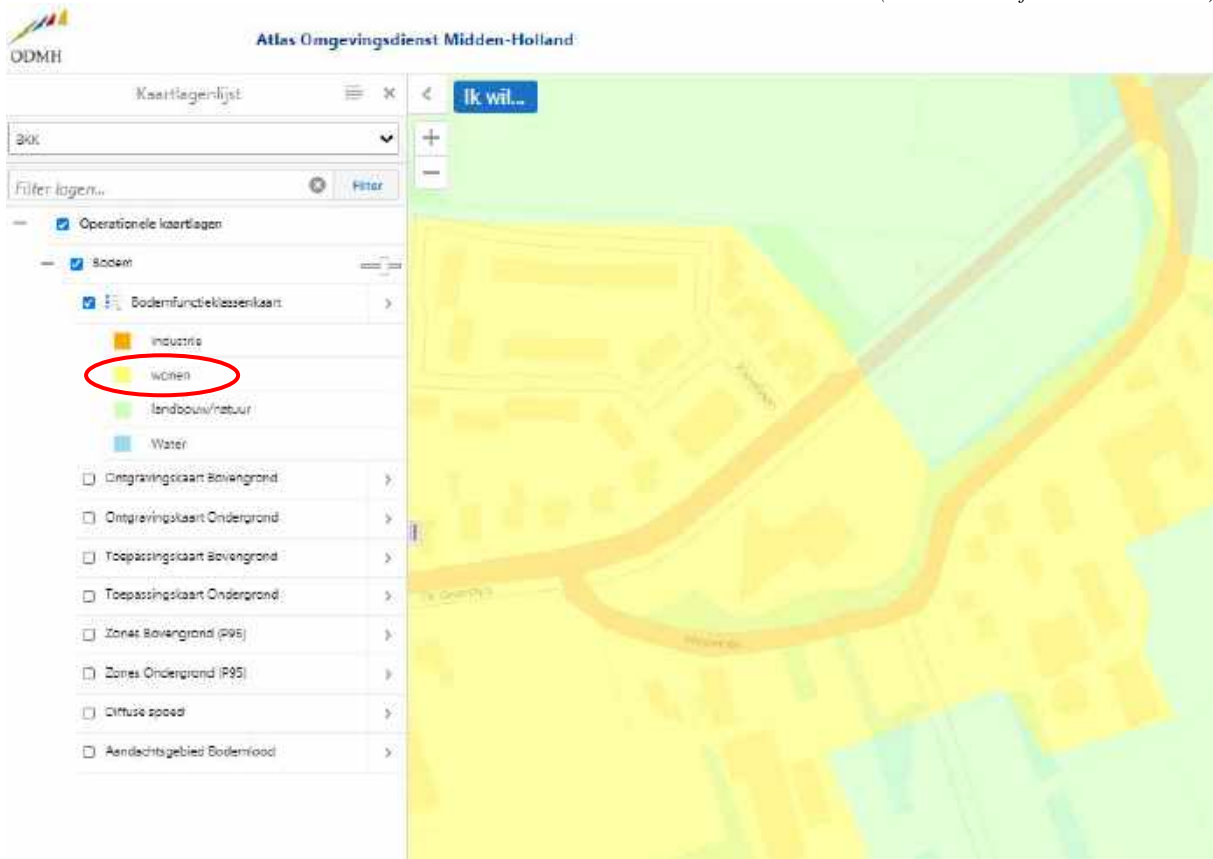 ODMH
Atlas Omgevingsdienst Midden-Holland
Kaartlagenlijst
Ik wil...
BKK
Filter lagen...
Filter
Operationele kaartlagen
Bodem
Bodemfunctieklassenkaart
industrie
wonen
landbouw/natuur
Water
Ontgravingskaart Bovengrond
Ontgravingskaart Ondergrond
Toepassingskaart Bovengrond
Toepassingskaart Ondergrond
Zones Bovengrond (P95)
Zones Ondergrond (P95)
Diffuse spoed
Aandachtsgebied Bodemlood